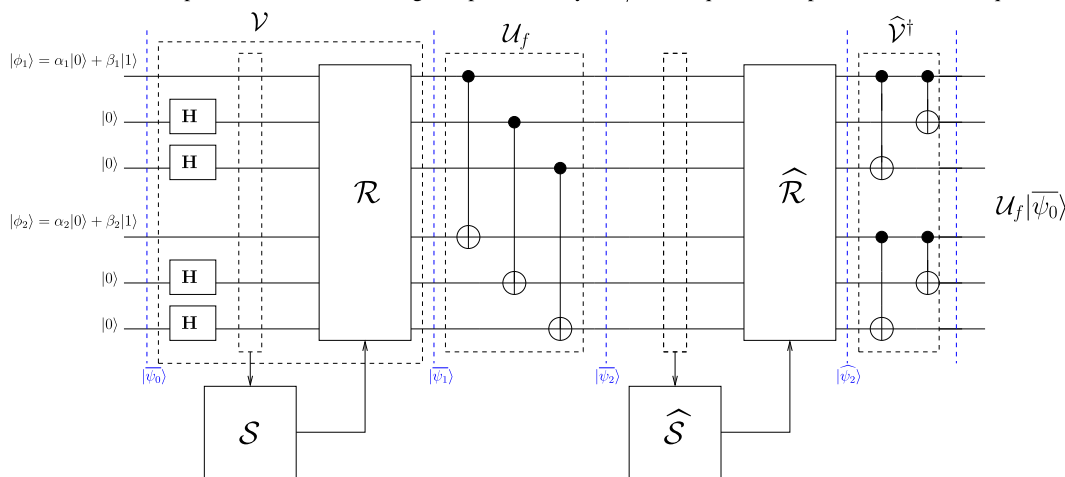 𝒱
𝒰_f
𝒱̂†
|ϕ₁⟩ = α₁|0⟩ + β₁|1⟩
|0⟩ H
|0⟩ H
ℛ
ℛ̂
𝒰_f|ψ̅₀⟩
|ϕ₂⟩ = α₂|0⟩ + β₂|1⟩
|0⟩ H
|0⟩ H
|ψ̅₀⟩ |ψ̅₁⟩ |ψ̅₂⟩ |ψ̂₂⟩
𝒮 𝒮̂